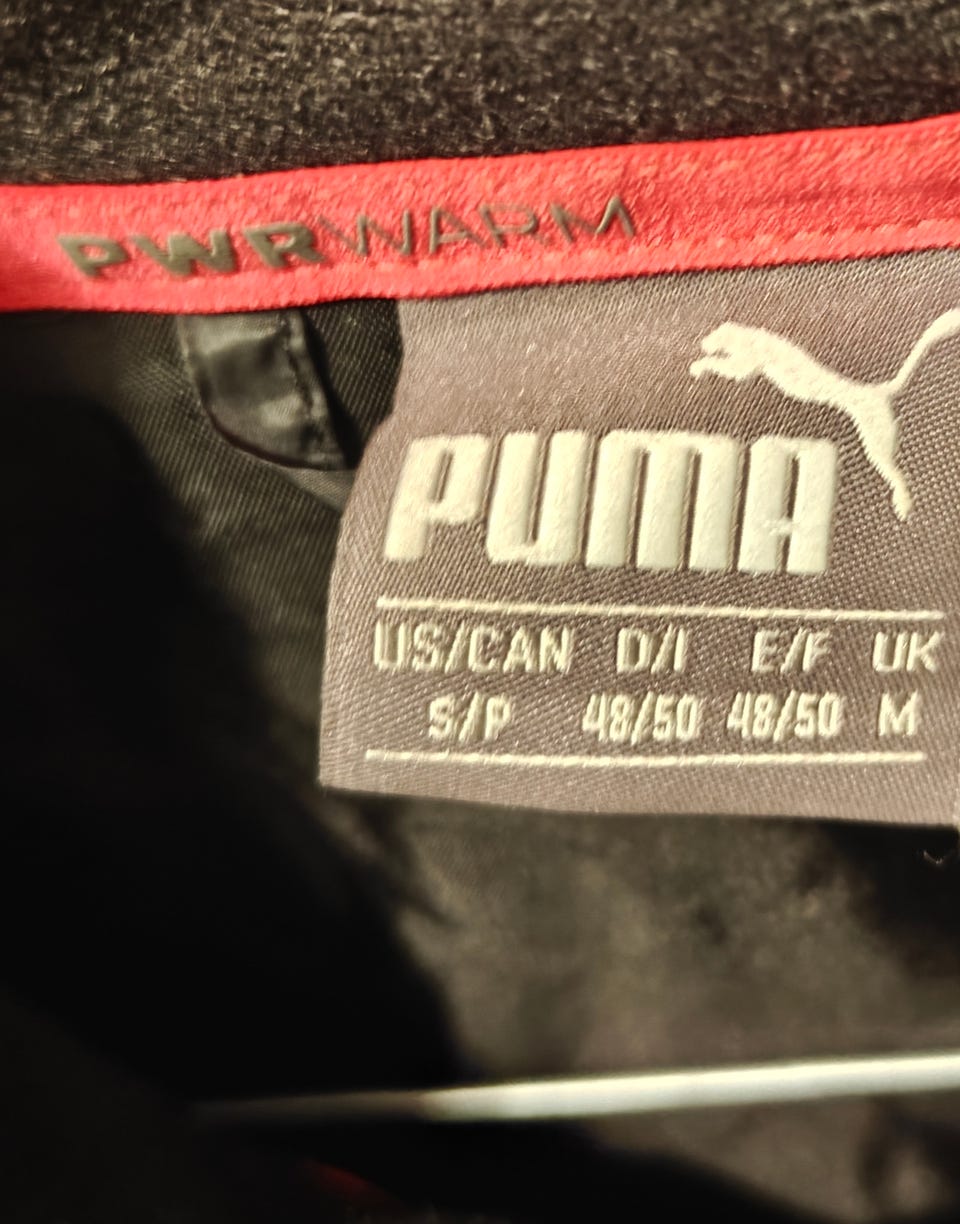 PWRWARM
PUMA
US/CAN D/I E/F UK
S/P 48/50 48/50 M